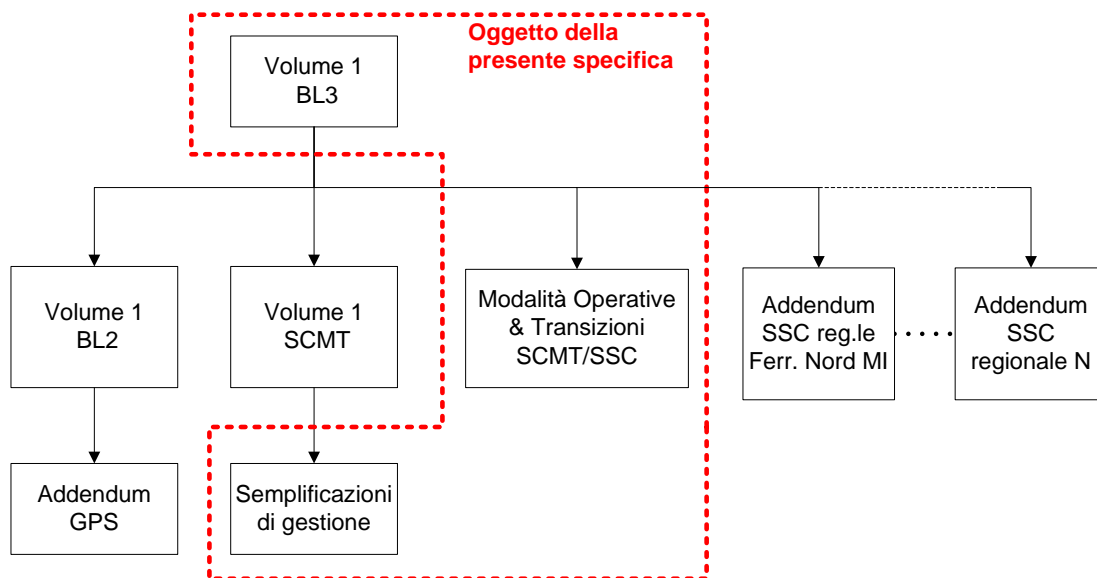 Oggetto della
presente specifica
Volume 1
BL3
Volume 1
BL2
Volume 1
SCMT
Modalità Operative
& Transizioni
SCMT/SSC
Addendum
SSC reg.le
Ferr. Nord MI
Addendum
SSC
regionale N
Addendum
GPS
Semplificazioni
di gestione